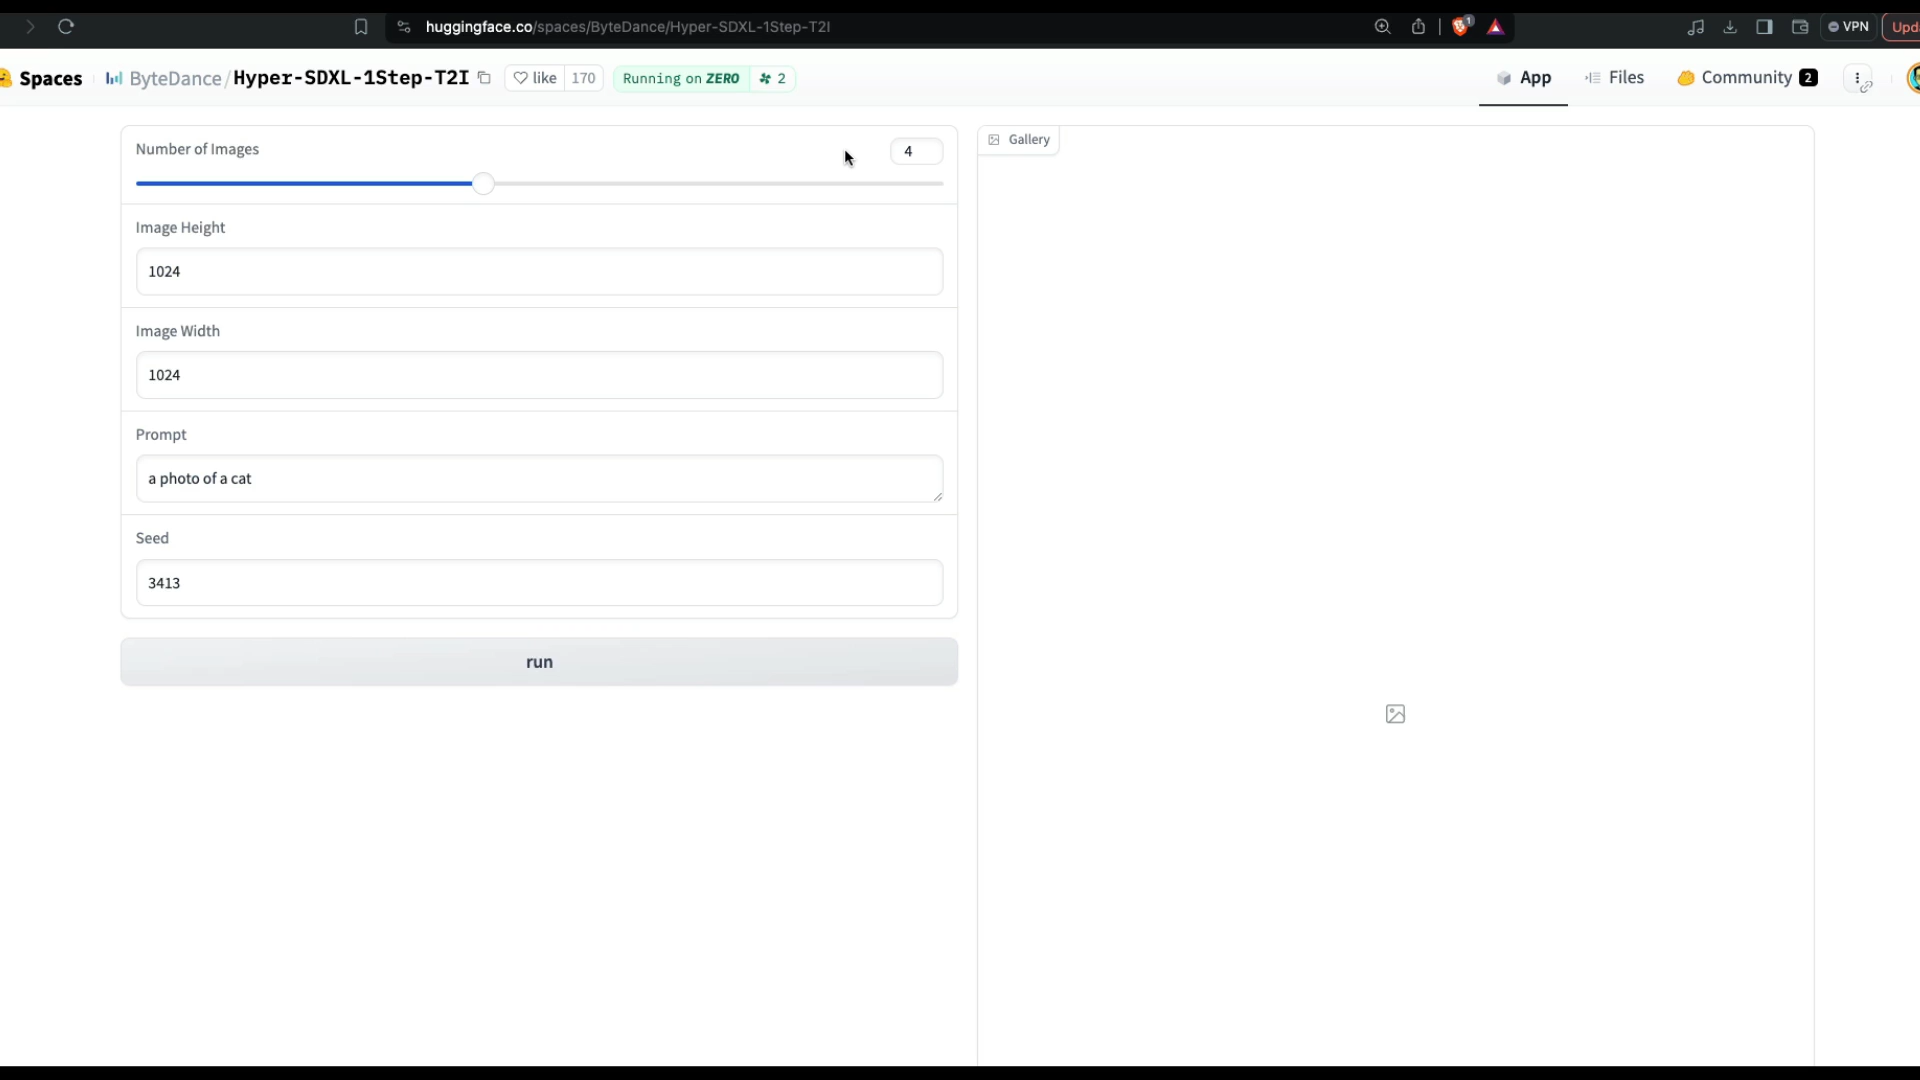 huggingface.co/spaces/ByteDance/Hyper-SDXL-1Step-T2I
1
VPN
Upda
Spaces
ByteDance/Hyper-SDXL-1Step-T2I
like 170
Running on ZERO 2
App
Files
Community 2
Number of Images
4
Image Height
1024
Image Width
1024
Prompt
a photo of a cat
Seed
3413
run
Gallery